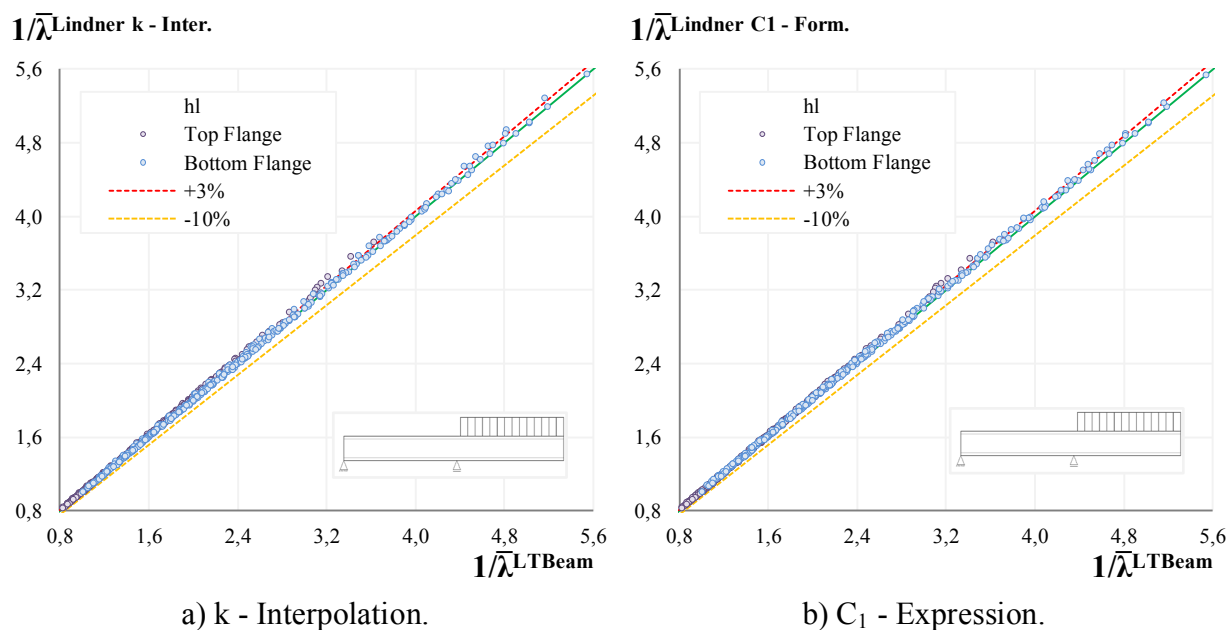 1/λ̅ Lindner k - Inter.
5,6
4,8
4,0
3,2
2,4
1,6
0,8
hl
Top Flange
Bottom Flange
+3%
-10%
0,8 1,6 2,4 3,2 4,0 4,8 5,6
1/λ̅ LTBeam
a) k - Interpolation.
1/λ̅ Lindner C1 - Form.
5,6
4,8
4,0
3,2
2,4
1,6
0,8
hl
Top Flange
Bottom Flange
+3%
-10%
0,8 1,6 2,4 3,2 4,0 4,8 5,6
1/λ̅ LTBeam
b) C₁ - Expression.